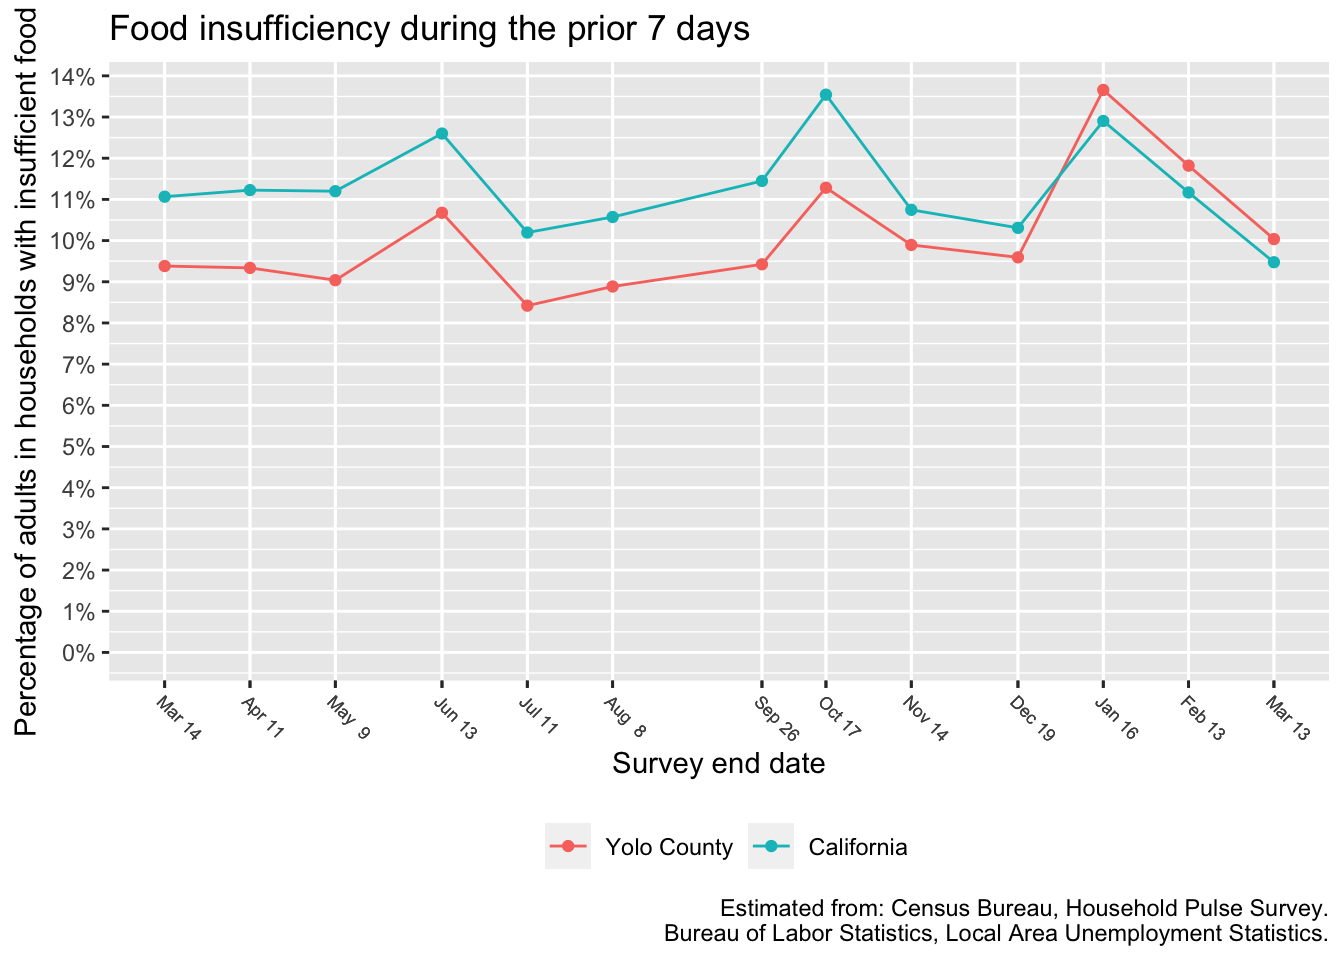 Food insufficiency during the prior 7 days
Percentage of adults in households with insufficient food
14%
13%
12%
11%
10%
9%
8%
7%
6%
5%
4%
3%
2%
1%
0%
Mar 14
Apr 11
May 9
Jun 13
Jul 11
Aug 8
Sep 26
Oct 17
Nov 14
Dec 19
Jan 16
Feb 13
Mar 13
Survey end date
Yolo County
California
Estimated from: Census Bureau, Household Pulse Survey.
Bureau of Labor Statistics, Local Area Unemployment Statistics.